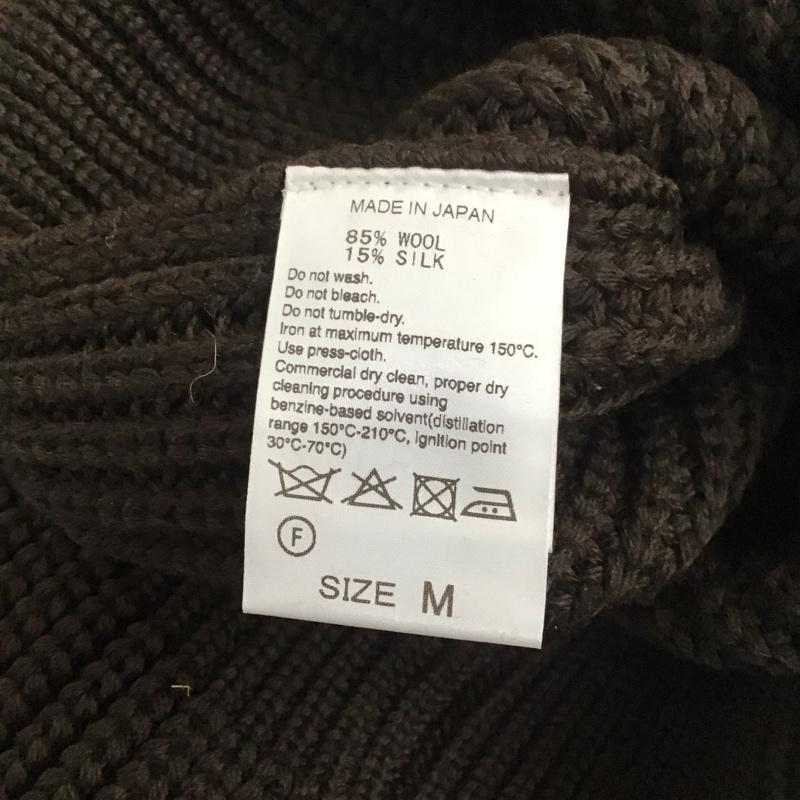 MADE IN JAPAN
85% WOOL
15% SILK
Do not wash.
Do not bleach.
Do not tumble-dry.
Iron at maximum temperature 150°C.
Use press-cloth.
Commercial dry clean, proper dry
cleaning procedure using
benzine-based solvent(distillation
range 150°C-210°C, ignition point
30°C-70°C)
F
SIZE M